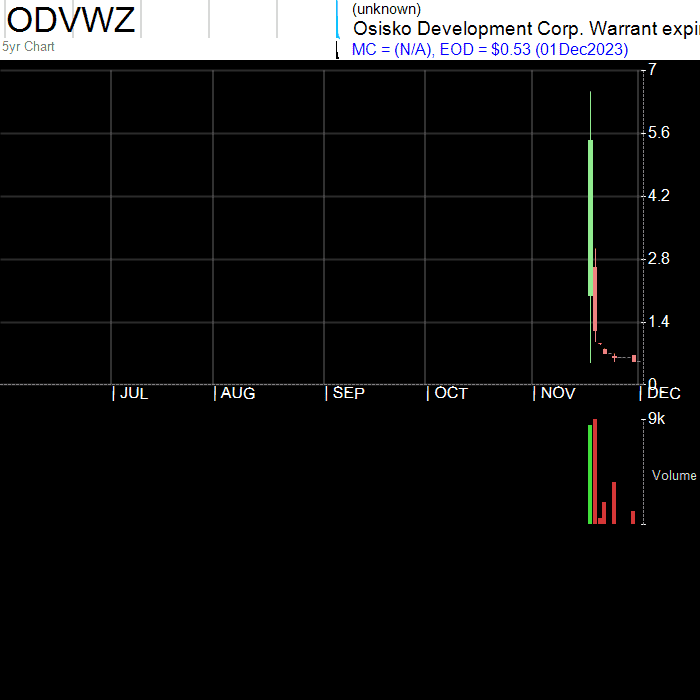 ODVWZ
5yr Chart
(unknown)
Osisko Development Corp. Warrant expi
MC = (N/A), EOD = $0.53 (01Dec2023)
7
5.6
4.2
2.8
1.4
0
JUL
AUG
SEP
OCT
NOV
DEC
9k
Volume